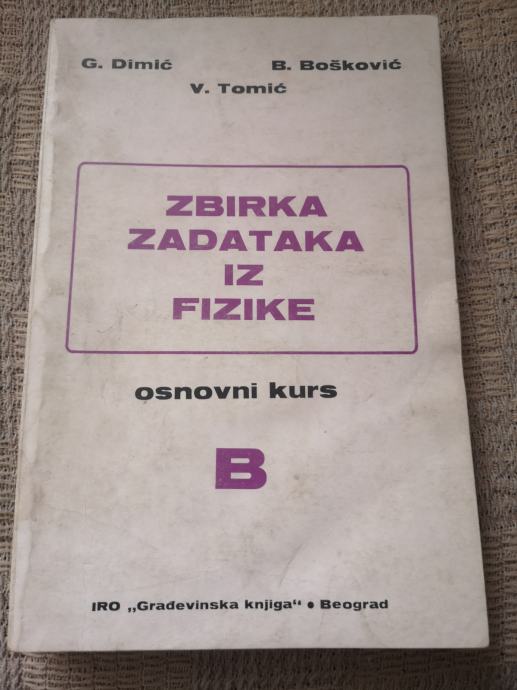 G. Dimić B. Bošković
V. Tomić
ZBIRKA
ZADATAKA
IZ
FIZIKE
osnovni kurs
B
IRO „Građevinska knjiga“ • Beograd